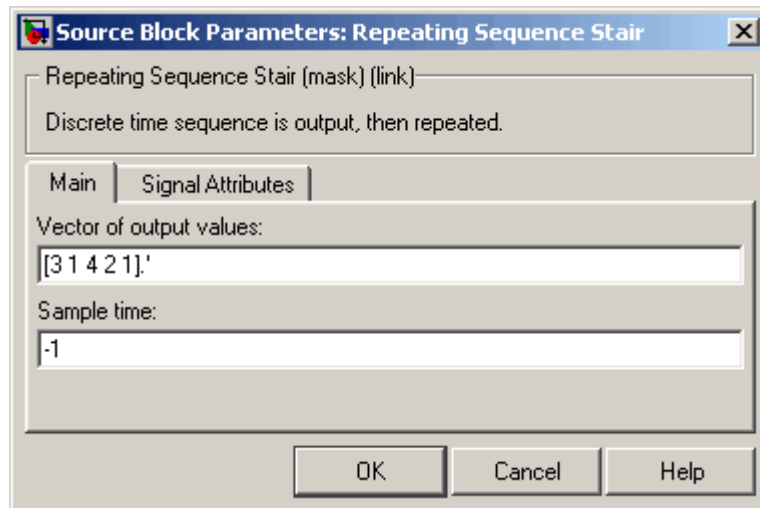 Source Block Parameters: Repeating Sequence Stair
Repeating Sequence Stair (mask) (link)
Discrete time sequence is output, then repeated.
Main Signal Attributes
Vector of output values:
[3 1 4 2 1].'
Sample time:
-1
OK Cancel Help